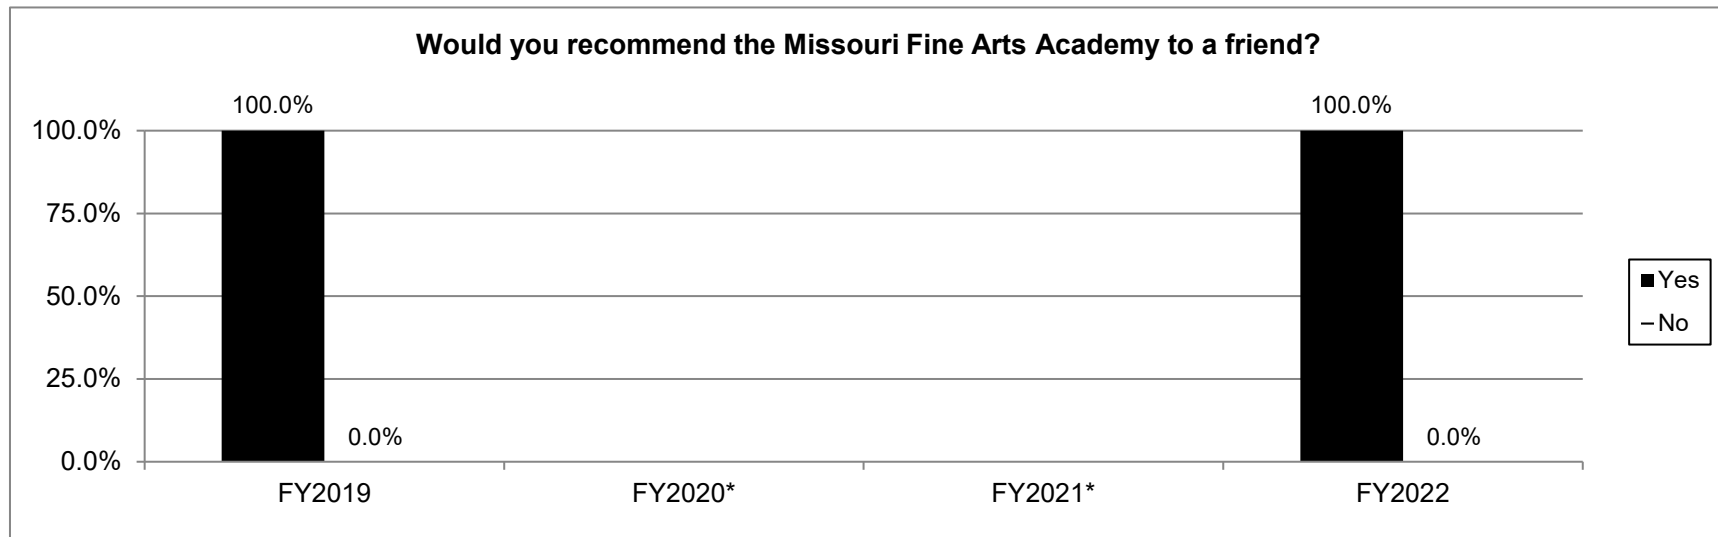 Would you recommend the Missouri Fine Arts Academy to a friend?
100.0%
100.0%
100.0%
75.0%
50.0%
25.0%
0.0%
0.0%
0.0%
FY2019
FY2020*
FY2021*
FY2022
Yes
No